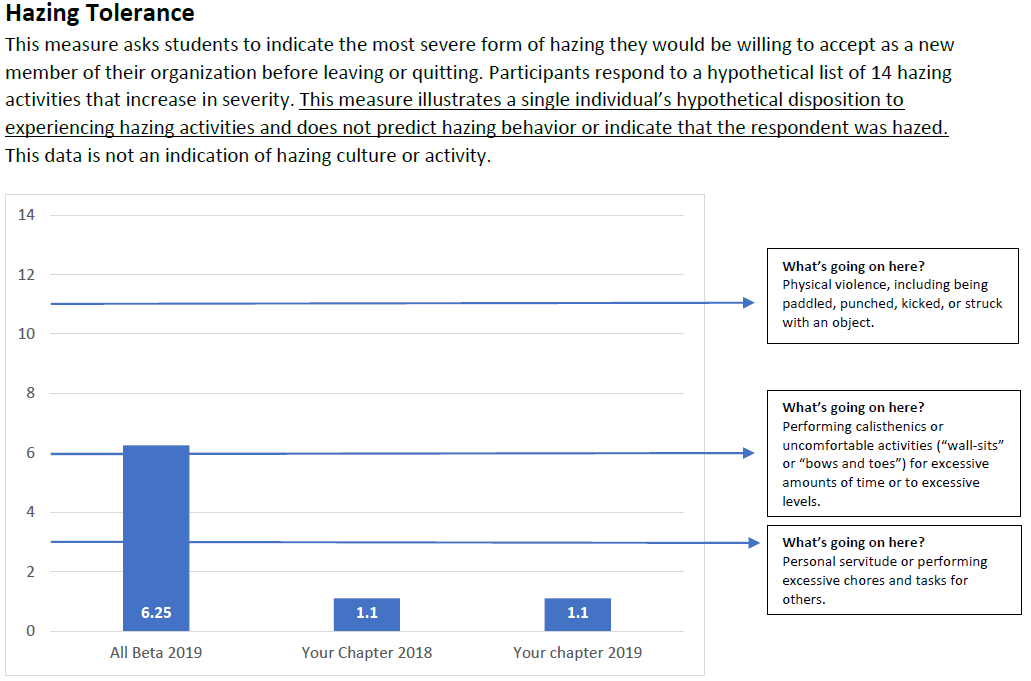 Hazing Tolerance
This measure asks students to indicate the most severe form of hazing they would be willing to accept as a new
member of their organization before leaving or quitting. Participants respond to a hypothetical list of 14 hazing
activities that increase in severity. This measure illustrates a single individual's hypothetical disposition to
experiencing hazing activities and does not predict hazing behavior or indicate that the respondent was hazed.
This data is not an indication of hazing culture or activity.
14
12
10
8
6
4
2
0
6.25
1.1
1.1
All Beta 2019
Your Chapter 2018
Your chapter 2019
What's going on here?
Physical violence, including being
paddled, punched, kicked, or struck
with an object.
What's going on here?
Performing calisthenics or
uncomfortable activities ("wall-sits"
or "bows and toes") for excessive
amounts of time or to excessive
levels.
What's going on here?
Personal servitude or performing
excessive chores and tasks for
others.